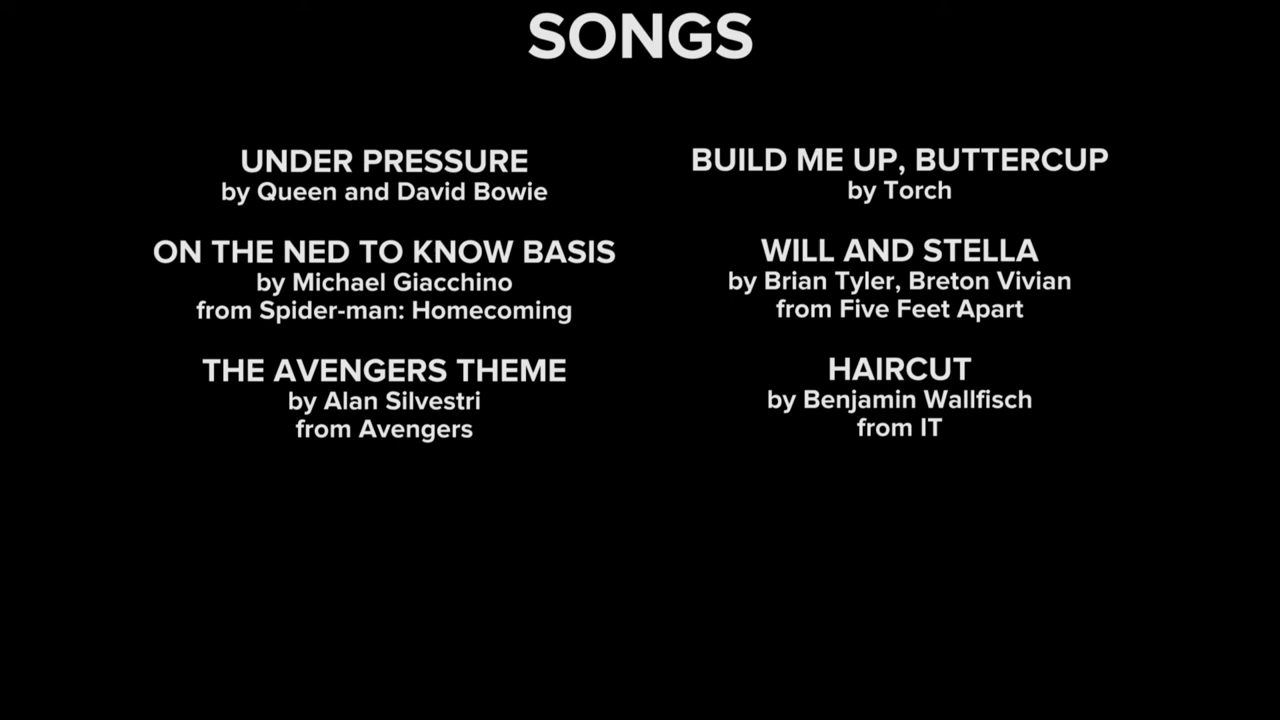 SONGS
UNDER PRESSURE
by Queen and David Bowie
ON THE NED TO KNOW BASIS
by Michael Giacchino
from Spider-man: Homecoming
THE AVENGERS THEME
by Alan Silvestri
from Avengers
BUILD ME UP, BUTTERCUP
by Torch
WILL AND STELLA
by Brian Tyler, Breton Vivian
from Five Feet Apart
HAIRCUT
by Benjamin Wallfisch
from IT